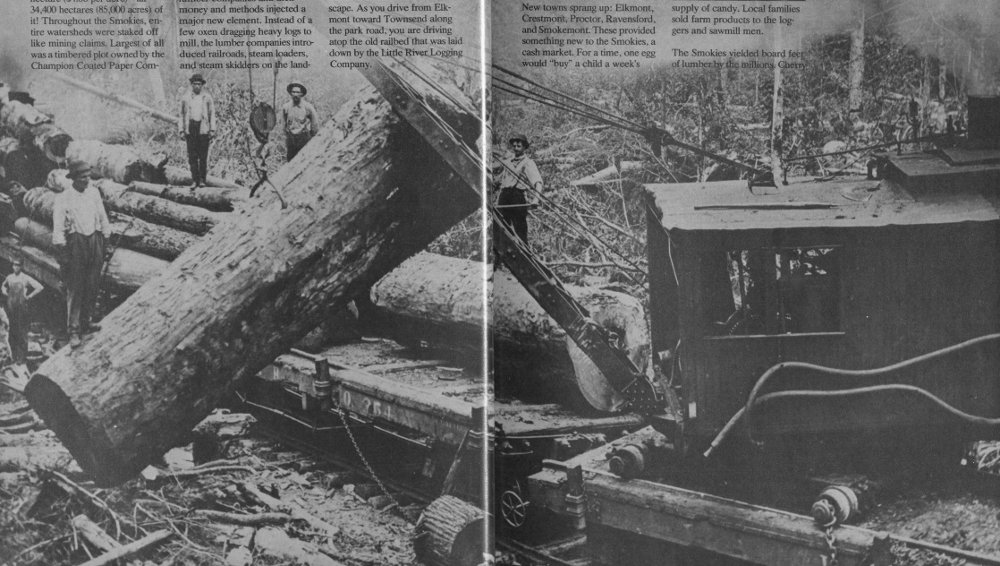 34,400 hectares (85,000 acres) of
it! Throughout the Smokies, en-
tire watersheds were staked off
like mining claims. Largest of all
was a timbered plot owned by the
Champion Coated Paper Com-
money and methods injected a
major new element. Instead of a
few oxen dragging heavy logs to
mill, the lumber companies intro-
duced railroads, steam loaders,
and steam skidders on the land-
scape. As you drive from Elk-
mont toward Townsend along
the park road, you are driving
atop the old railbed that was laid
down by the Little River Logging
Company.
New towns sprang up: Elkmont,
Crestmont, Proctor, Ravensford,
and Smokemont. These provided
something new to the Smokies, a
cash market. For a time, one egg
would "buy" a child a week's
supply of candy. Local families
sold farm products to the log-
gers and sawmill men.
The Smokies yielded board feet
of lumber by the millions. Cherry,